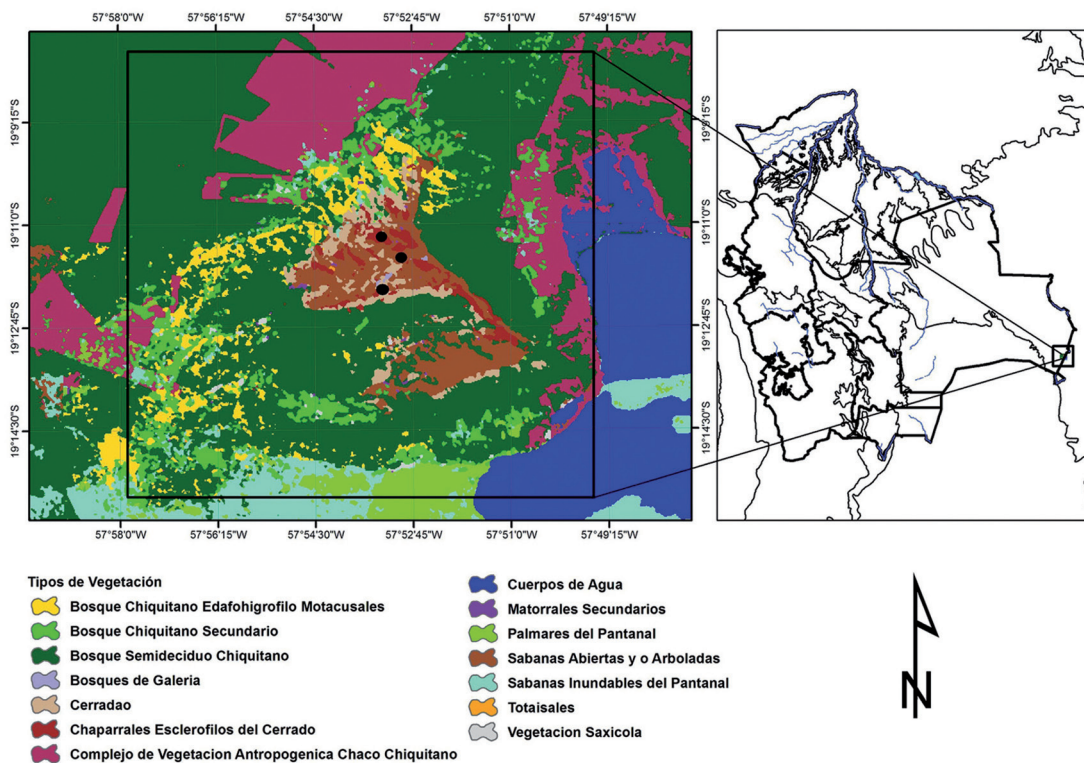 57°58'0"W 57°56'15"W 57°54'30"W 57°52'45"W 57°51'0"W 57°49'15"W
19°9'15"S 19°9'15"S
19°11'0"S 19°11'0"S
19°12'45"S 19°12'45"S
19°14'30"S 19°14'30"S
57°58'0"W 57°56'15"W 57°54'30"W 57°52'45"W 57°51'0"W 57°49'15"W
Tipos de Vegetación
Bosque Chiquitano Edafohigrofilo Motacusales
Bosque Chiquitano Secundario
Bosque Semideciduo Chiquitano
Bosques de Galeria
Cerradao
Chaparrales Esclerofilos del Cerrado
Complejo de Vegetacion Antropogenica Chaco Chiquitano
Cuerpos de Agua
Matorrales Secundarios
Palmares del Pantanal
Sabanas Abiertas y o Arboladas
Sabanas Inundables del Pantanal
Totaisales
Vegetacion Saxicola
N